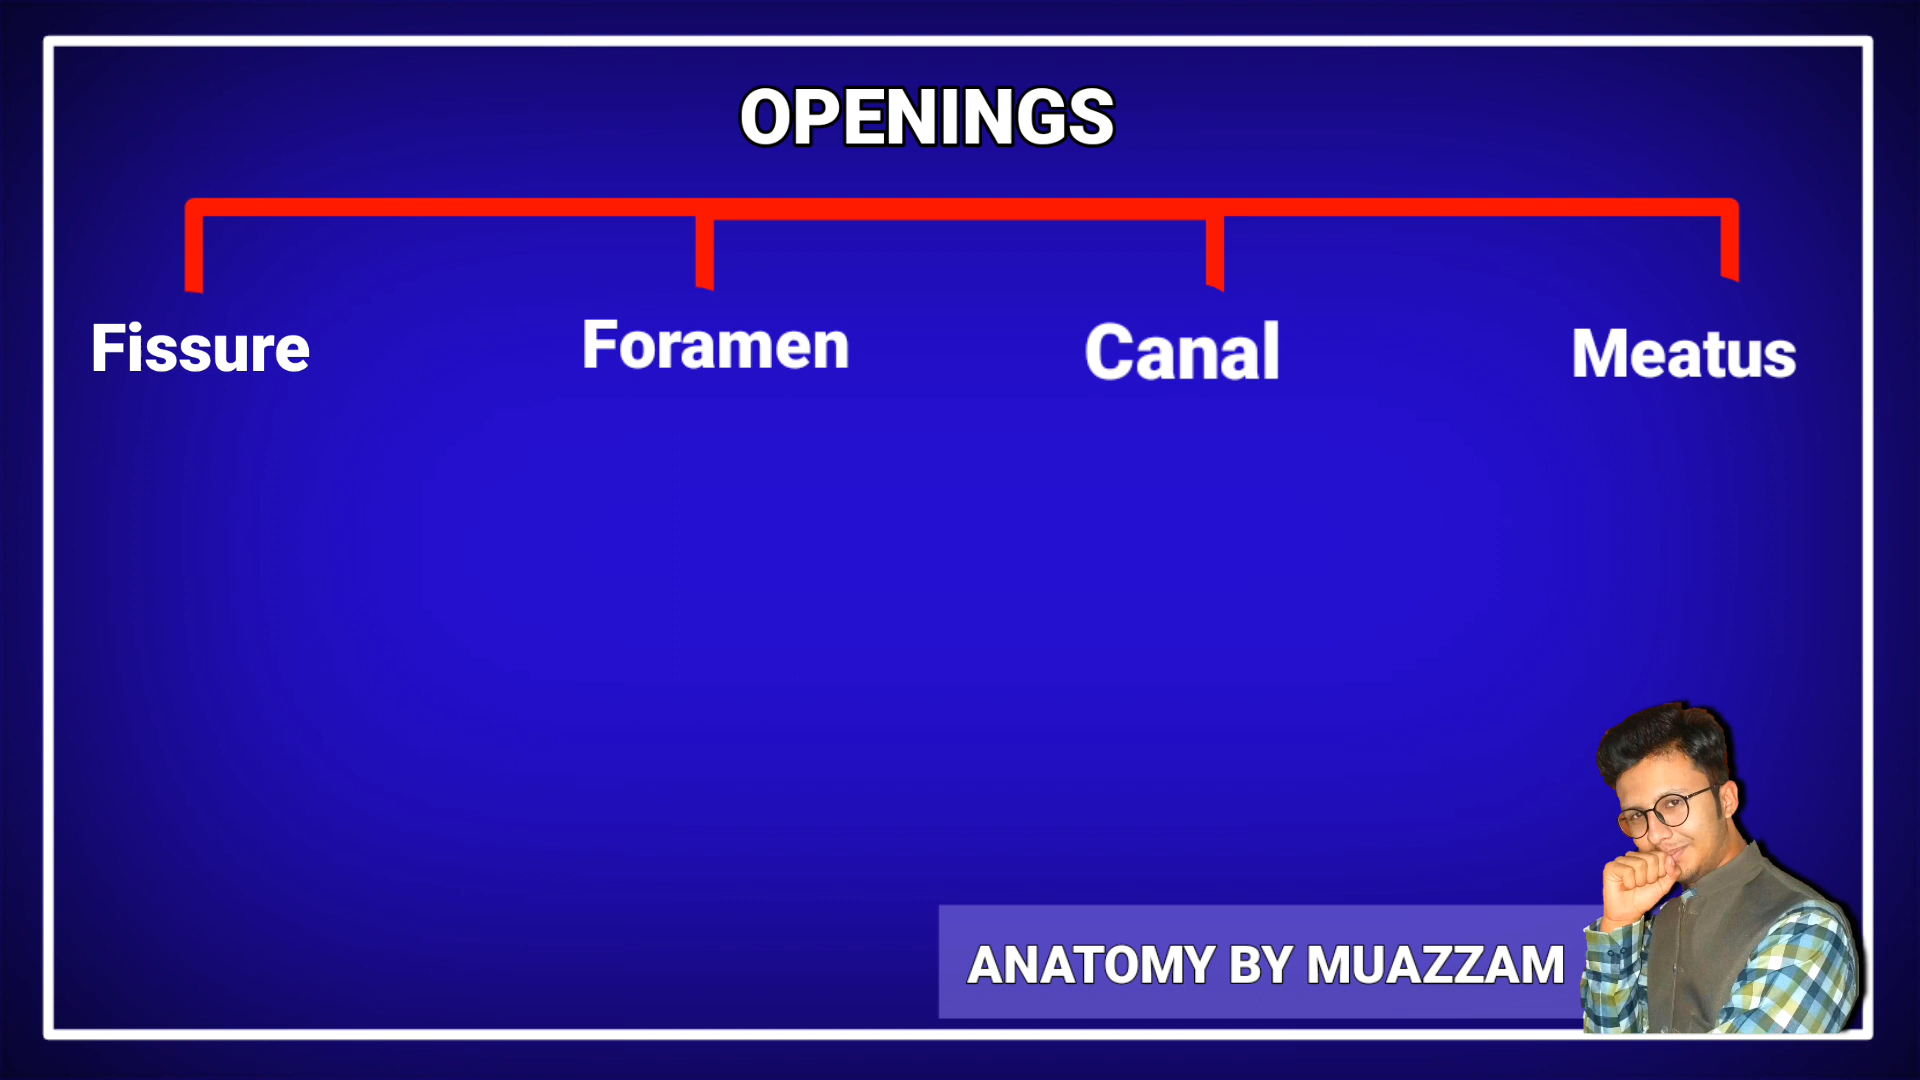 OPENINGS
Fissure
Foramen
Canal
Meatus
ANATOMY BY MUAZZAM